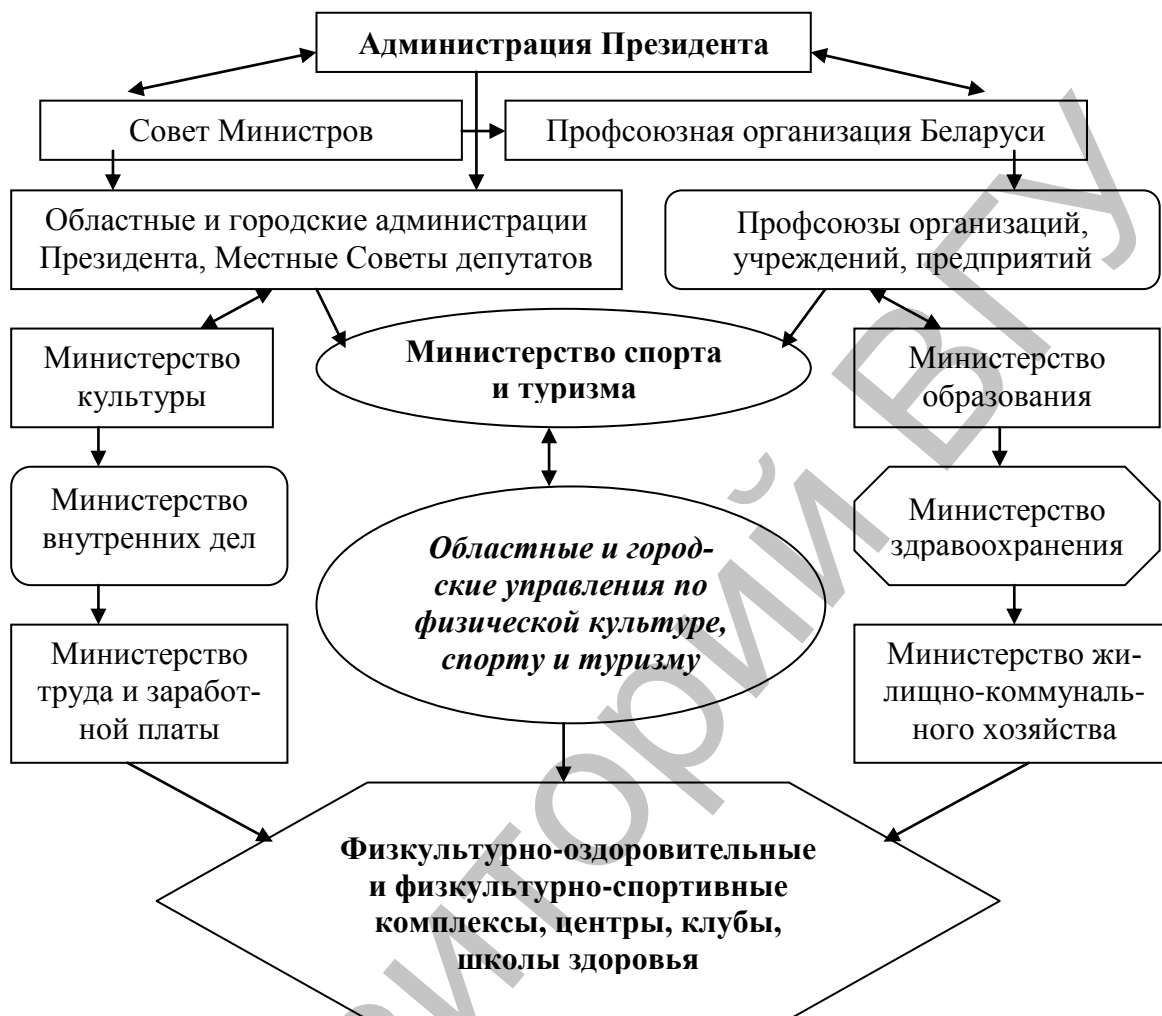 Администрация Президента
Совет Министров
Профсоюзная организация Беларуси
Областные и городские администрации
Президента, Местные Советы депутатов
Профсоюзы организаций,
учреждений, предприятий
Министерство
культуры
Министерство спорта
и туризма
Министерство
образования
Министерство
внутренних дел
Областные и город-
ские управления по
физической культуре,
спорту и туризму
Министерство
здравоохранения
Министерство
труда и заработ-
ной платы
Министерство жи-
лищно-коммуналь-
ного хозяйства
Физкультурно-оздоровительные
и физкультурно-спортивные
комплексы, центры, клубы,
школы здоровья
ВГУ